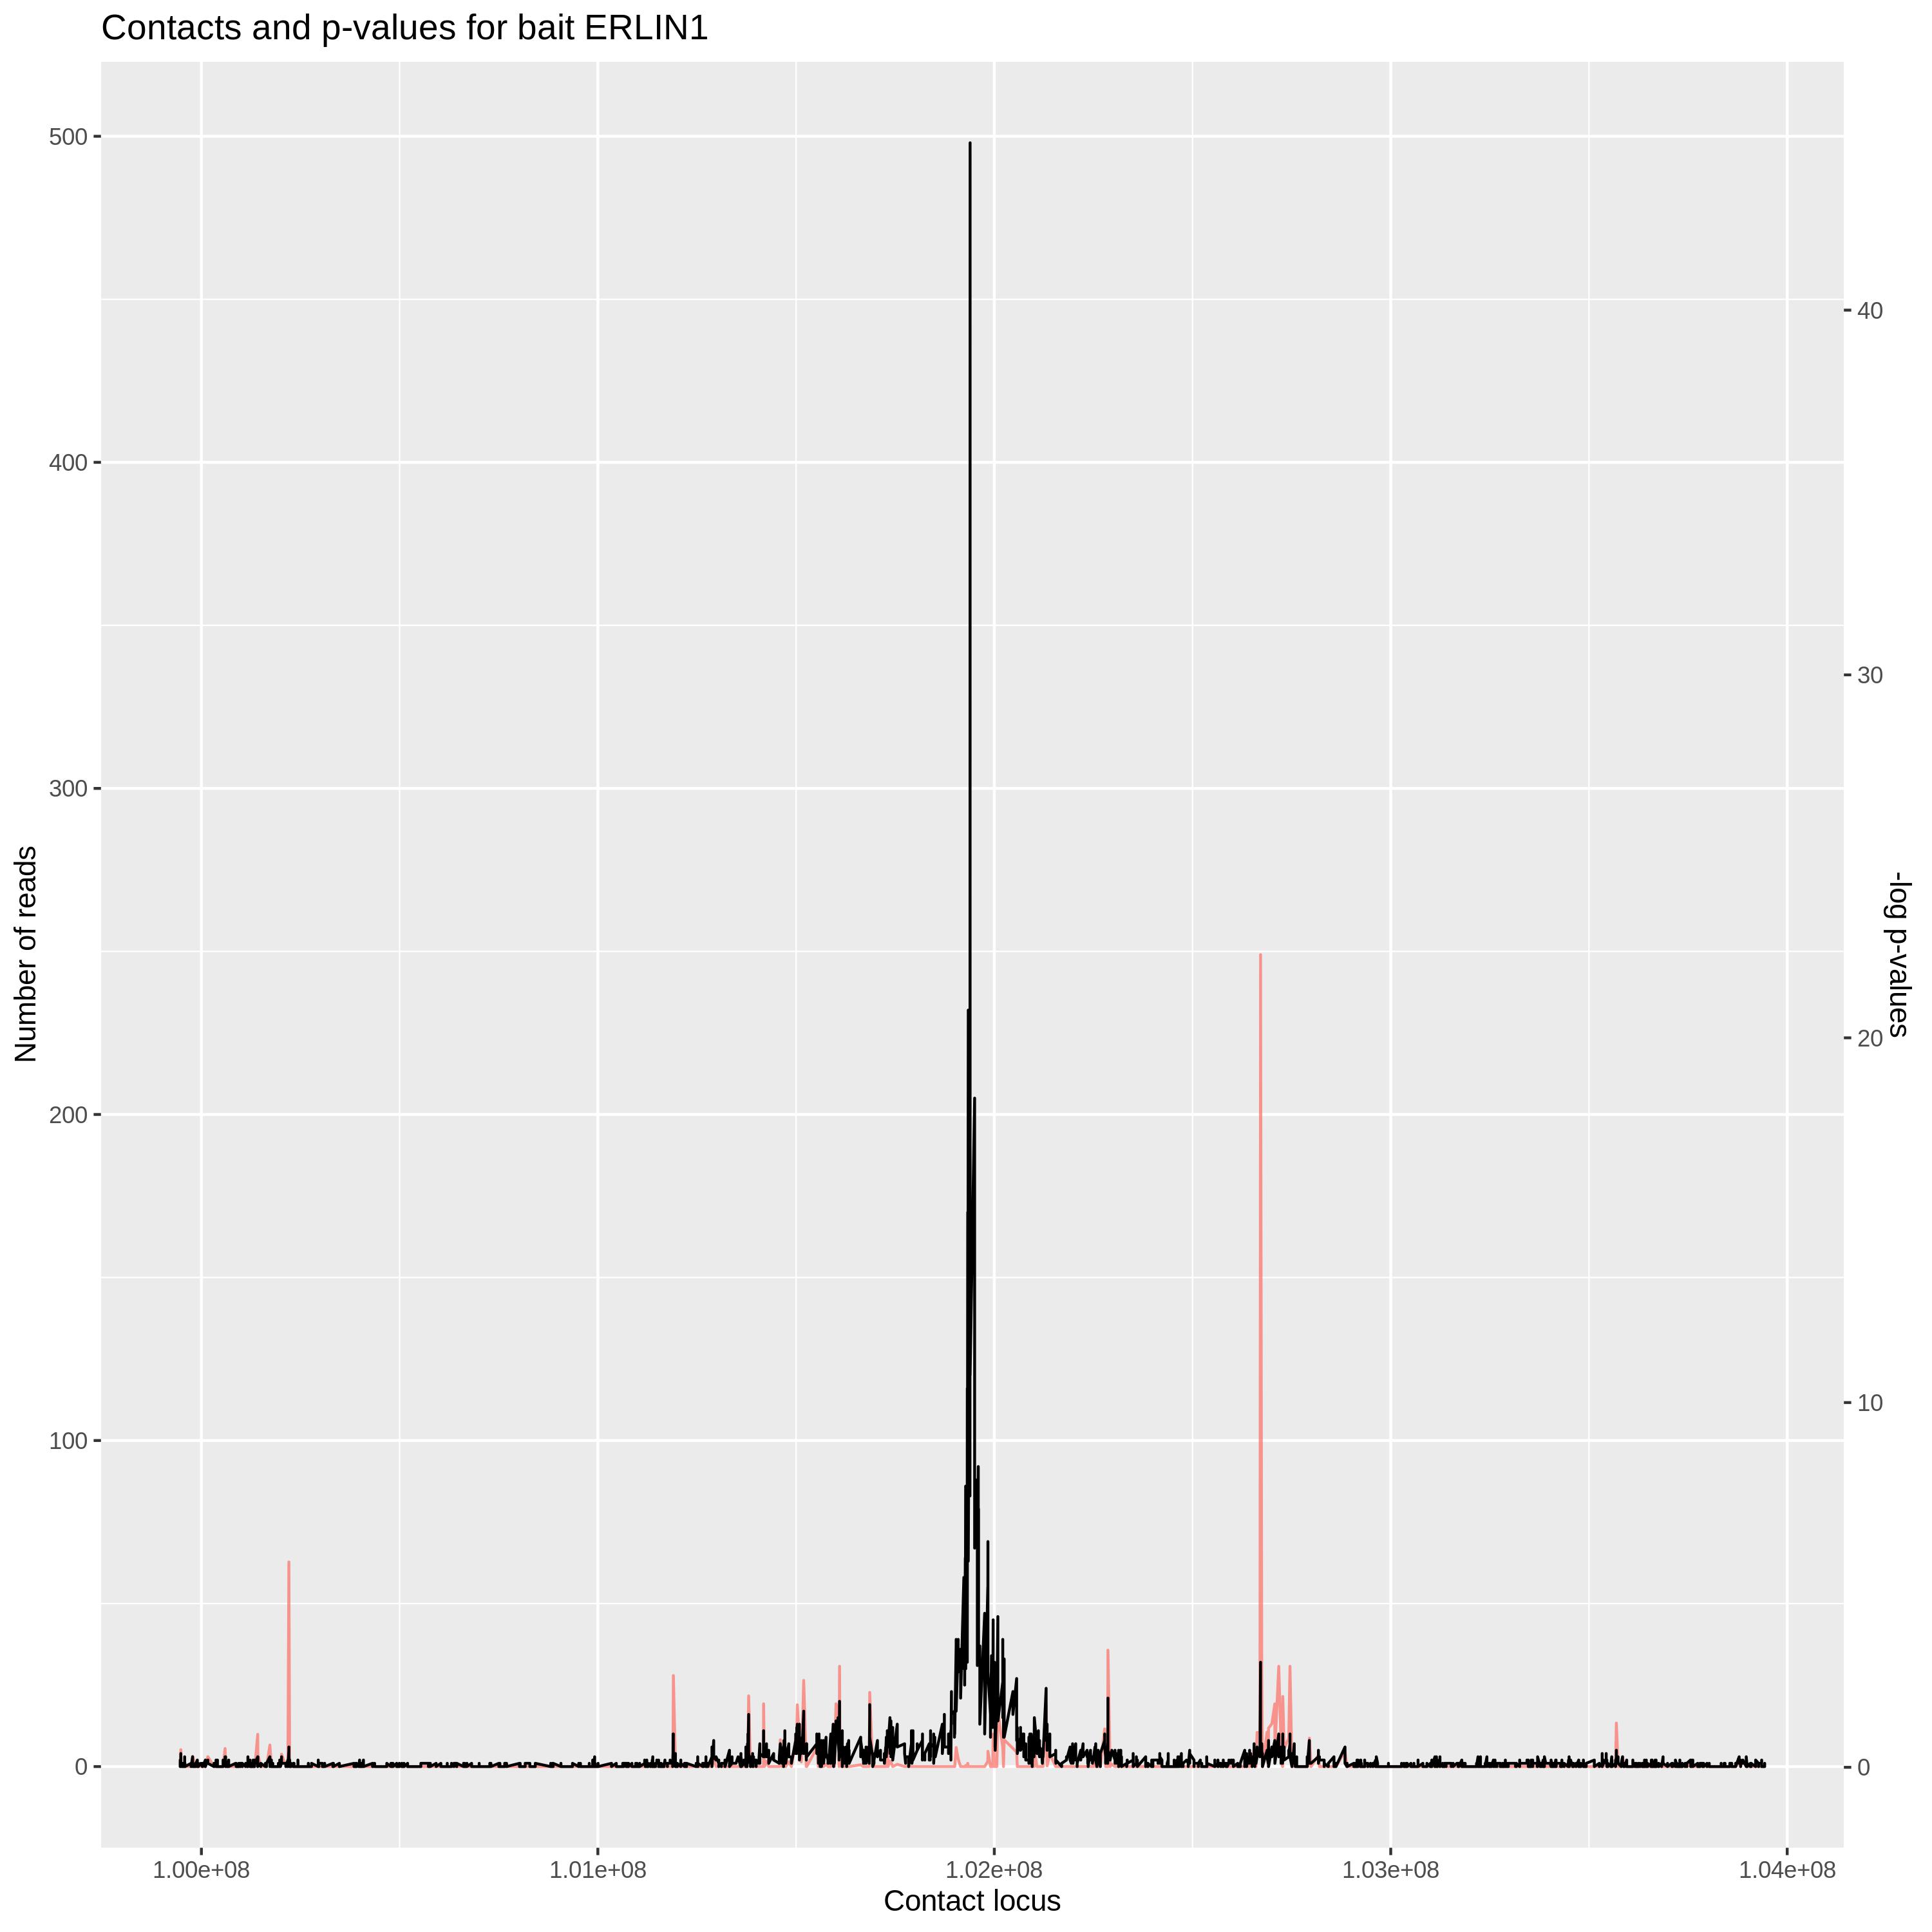 Contacts and p-values for bait ERLIN1
500
400
300
200
100
0
Number of reads
40
30
20
10
0
-log p-values
1.00e+08
1.01e+08
1.02e+08
1.03e+08
1.04e+08
Contact locus